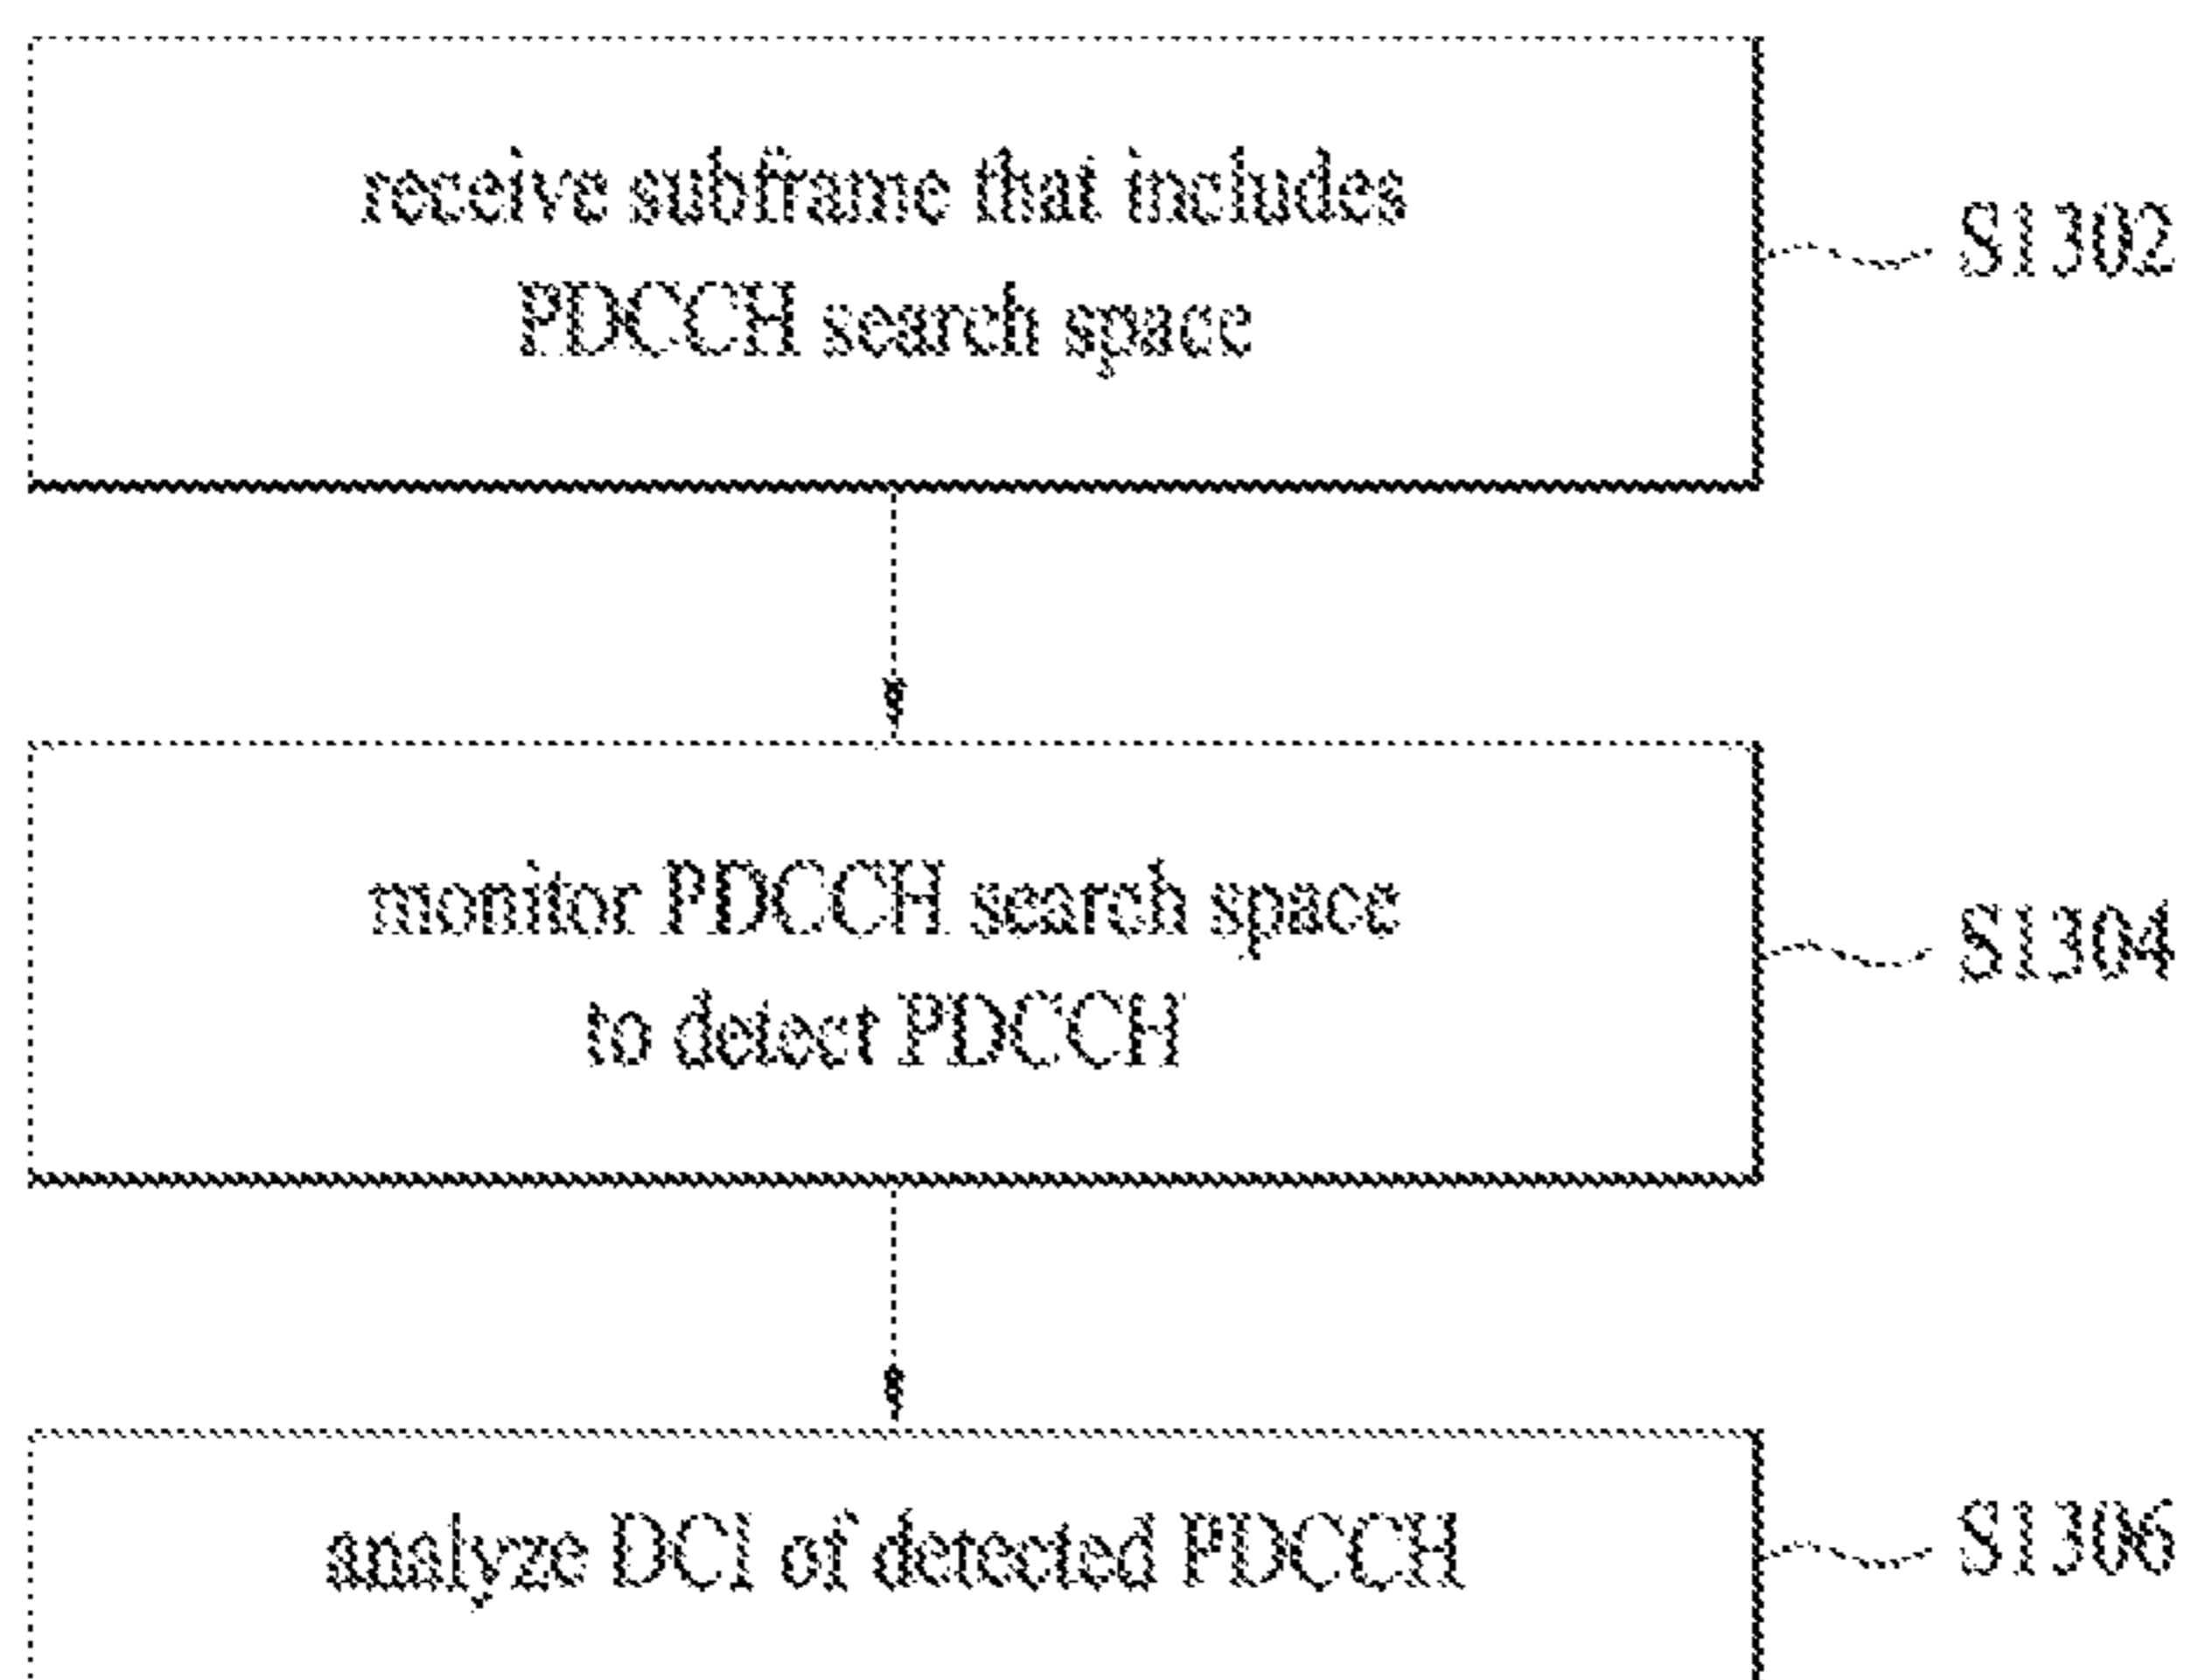 receive subframe that includes
PDCCH search space
S1302
monitor PDCCH search space
to detect PDCCH
S1304
analyze DCI of detected PDCCH
S1306